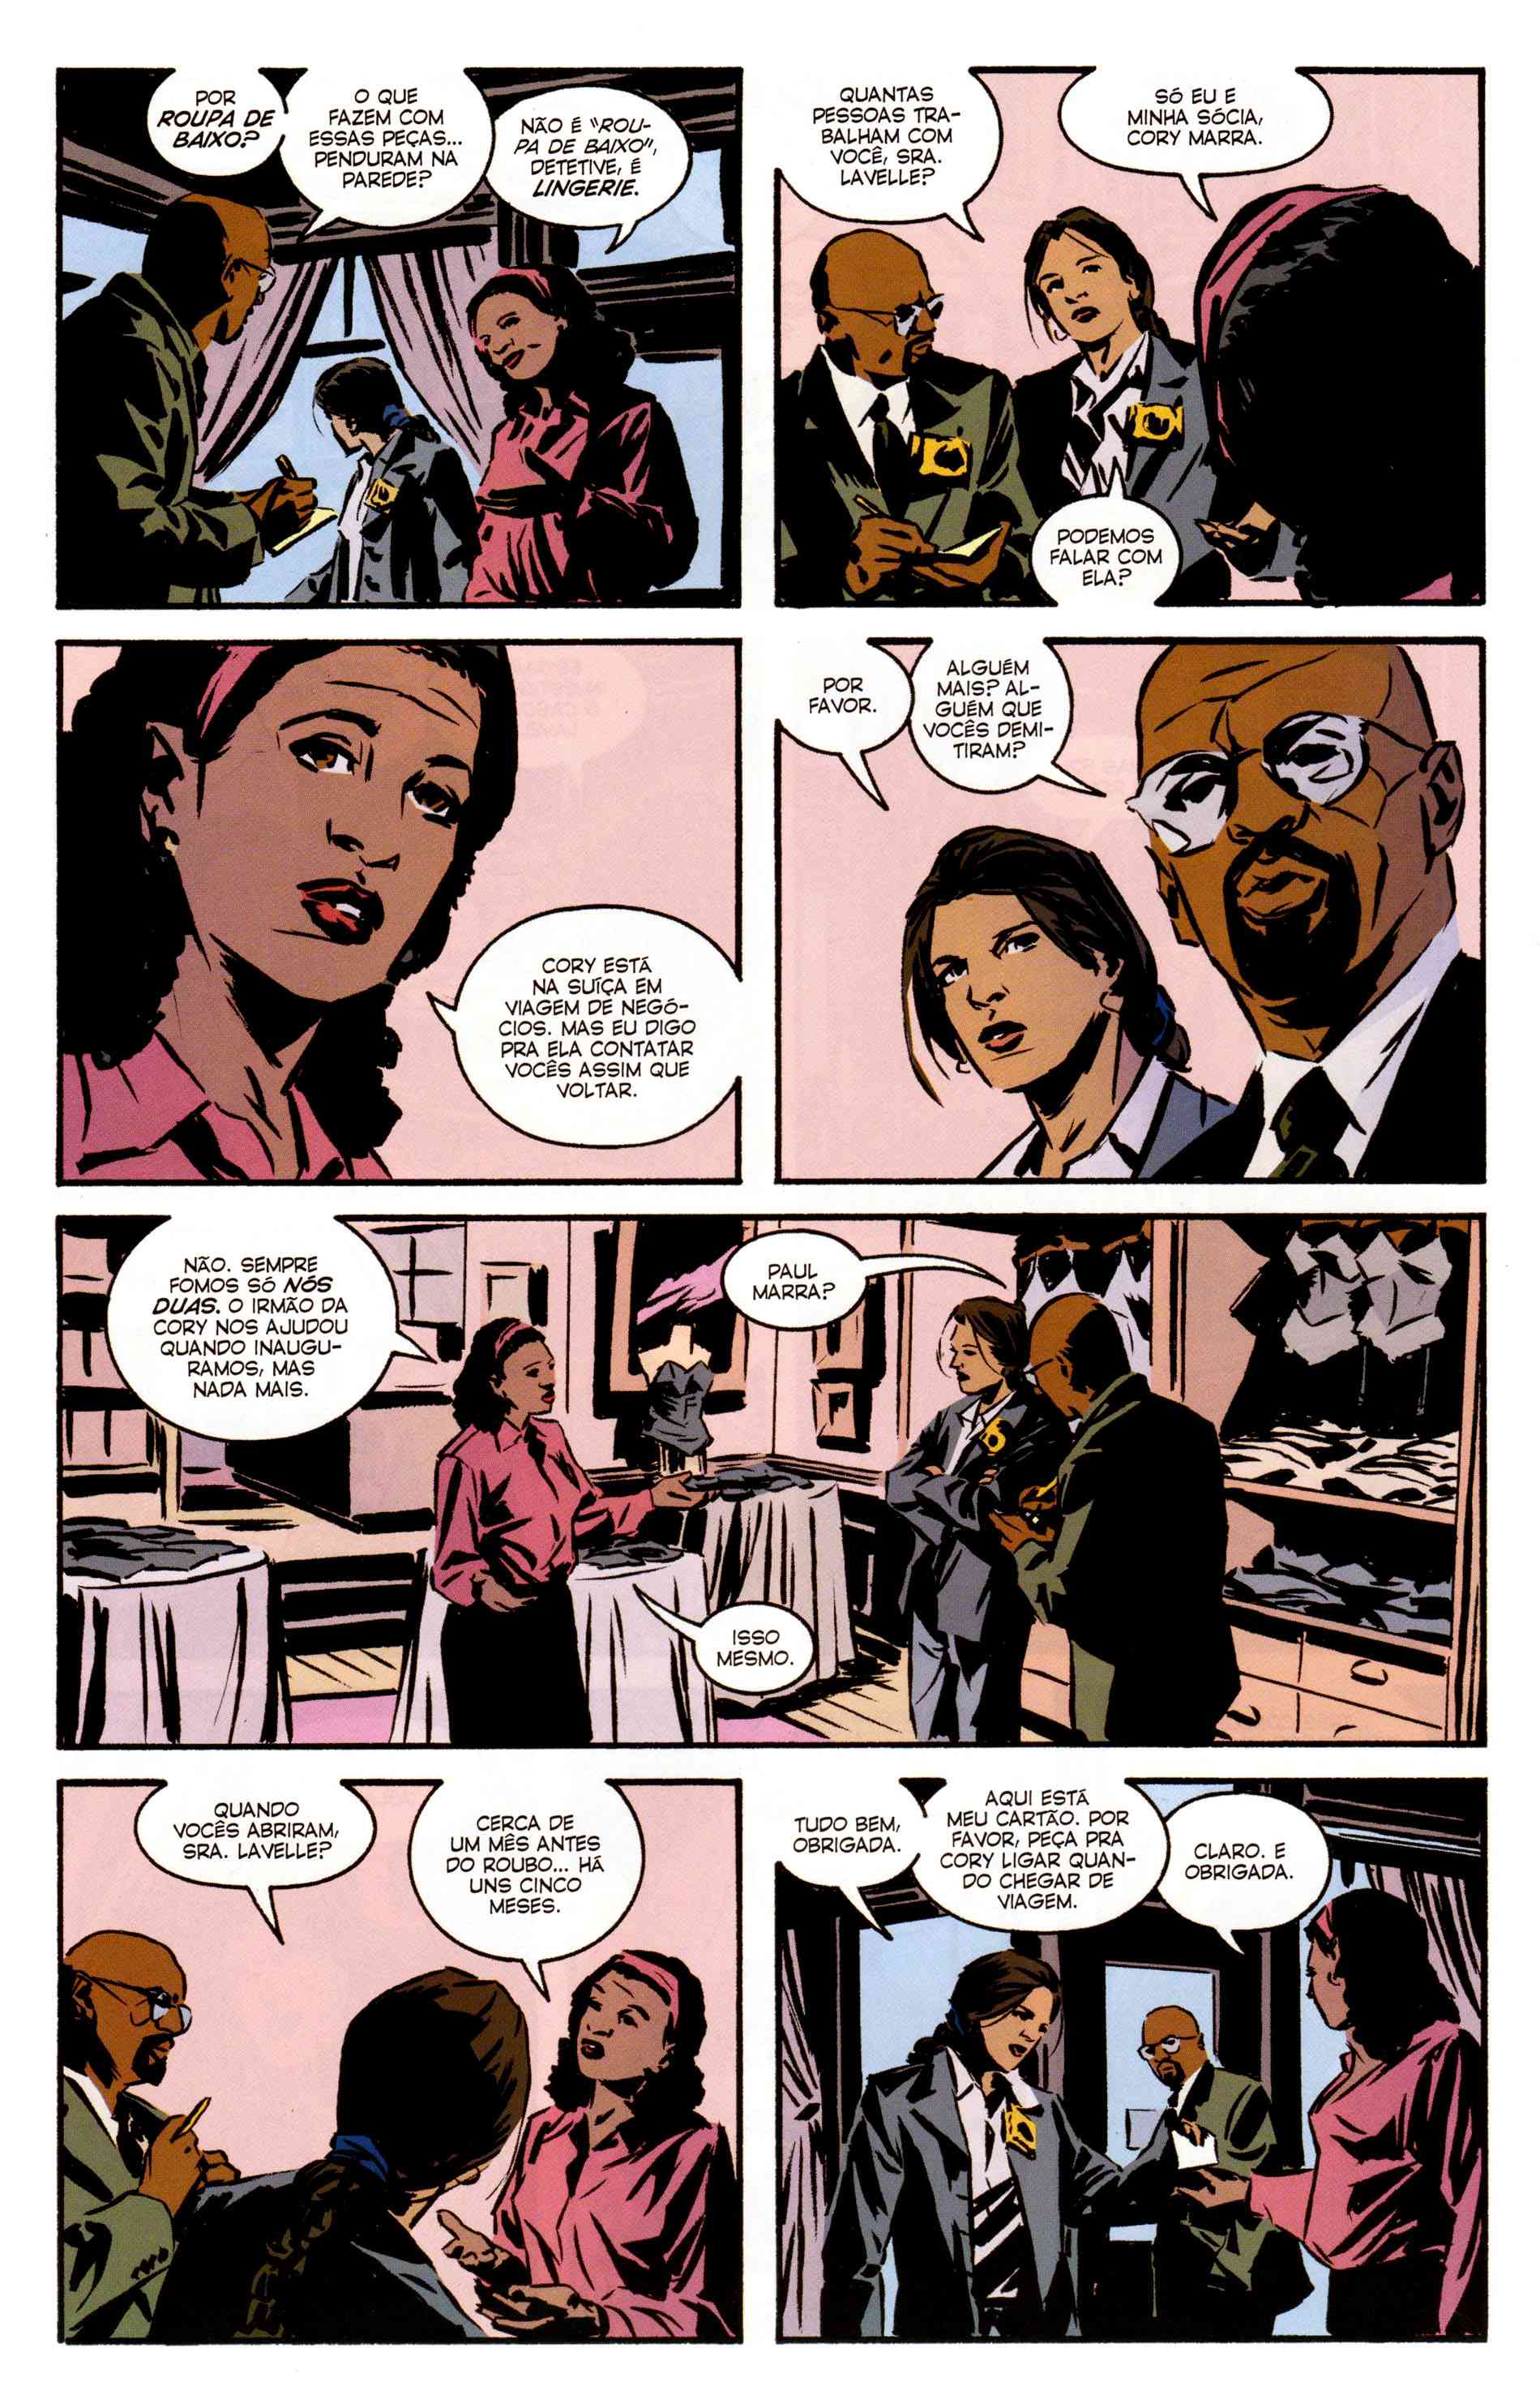 POR
ROUPA DE
BAIXO?
O QUE
FAZEM COM
ESSAS PEÇAS...
PENDURAM NA
PAREDE?
NÃO É "ROU-
PA DE BAIXO",
DETETIVE, É
LINGERIE.
QUANTAS
PESSOAS TRA-
BALHAM COM
VOCÊ, SRA.
LAVELLE?
SÓ EU E
MINHA SÓCIA,
CORY MARRA.
PODEMOS
FALAR COM
ELA?
CORY ESTÁ
NA SUÍÇA EM
VIAGEM DE NEGÓ-
CIOS. MAS EU DIGO
PRA ELA CONTATAR
VOCÊS ASSIM QUE
VOLTAR.
POR
FAVOR.
ALGUÉM
MAIS? AL-
GUÉM QUE
VOCÊS DEMI-
TIRAM?
NÃO. SEMPRE
FOMOS SÓ NÓS
DUAS. O IRMÃO DA
CORY NOS AJUDOU
QUANDO INAUGU-
RAMOS, MAS
NADA MAIS.
PAUL
MARRA?
ISSO
MESMO.
QUANDO
VOCÊS ABRIRAM,
SRA. LAVELLE?
CERCA DE
UM MÊS ANTES
DO ROUBO... HÁ
UNS CINCO
MESES.
TUDO BEM,
OBRIGADA.
AQUI ESTÁ
MEU CARTÃO. POR
FAVOR, PEÇA PRA
CORY LIGAR QUAN-
DO CHEGAR DE
VIAGEM.
CLARO. E
OBRIGADA.